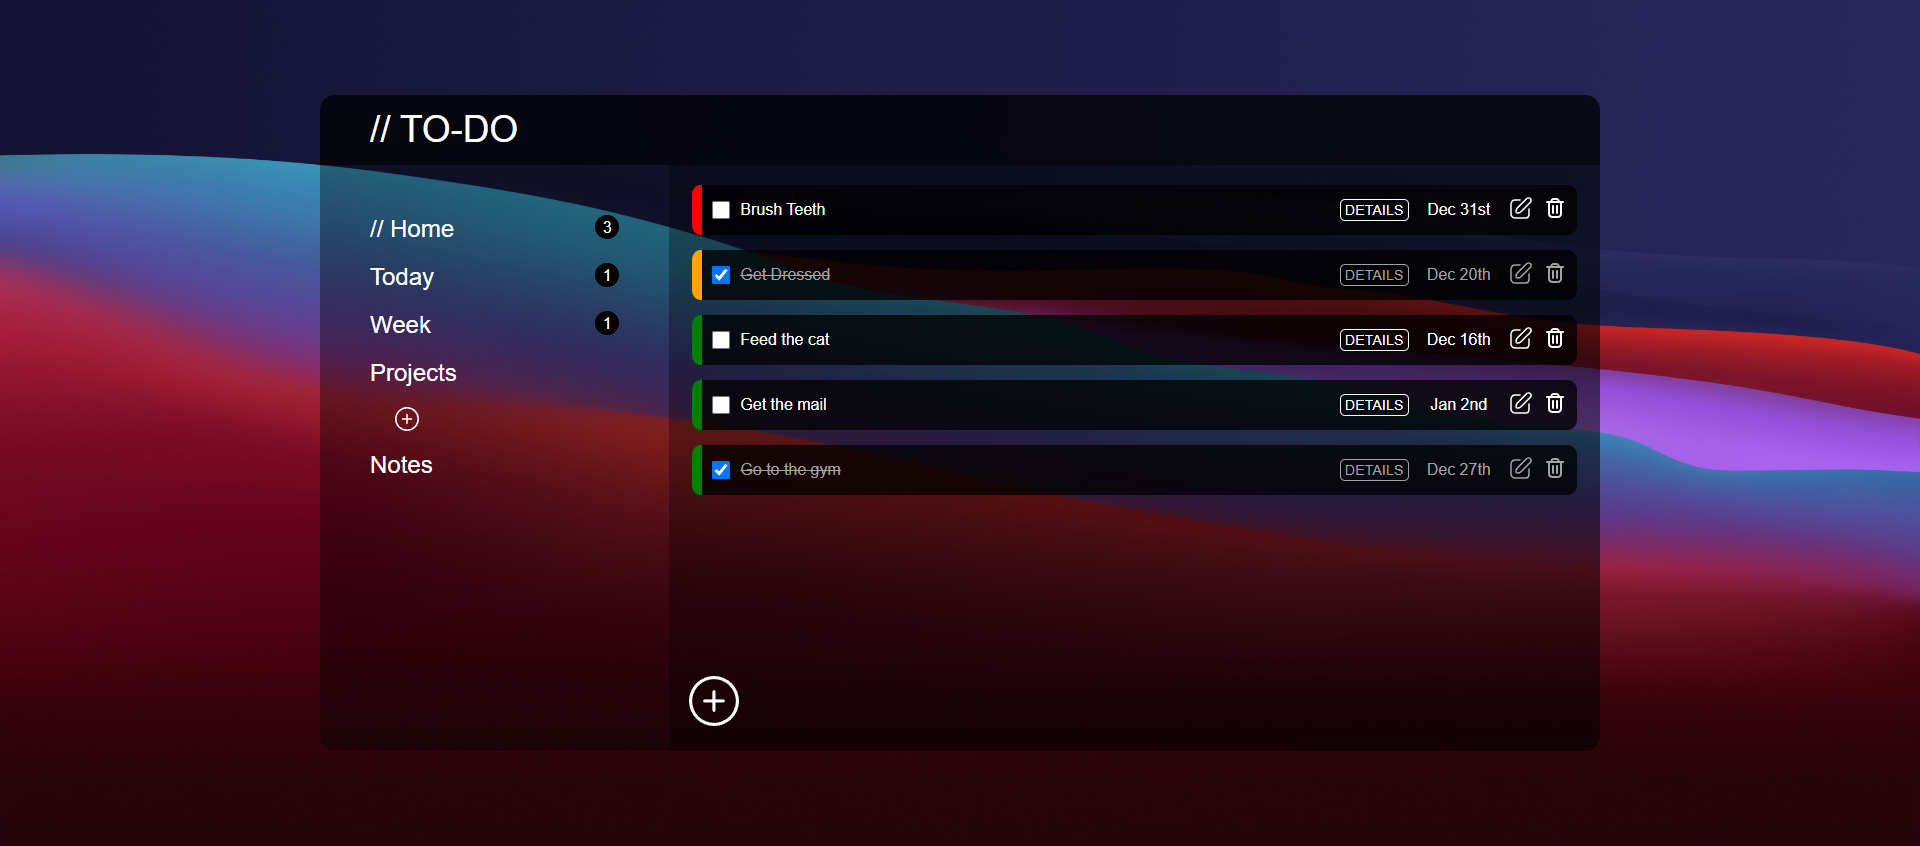 // TO-DO
// Home 3
Today 1
Week 1
Projects
Notes
Brush Teeth DETAILS Dec 31st
Get Dressed DETAILS Dec 20th
Feed the cat DETAILS Dec 16th
Get the mail DETAILS Jan 2nd
Go to the gym DETAILS Dec 27th